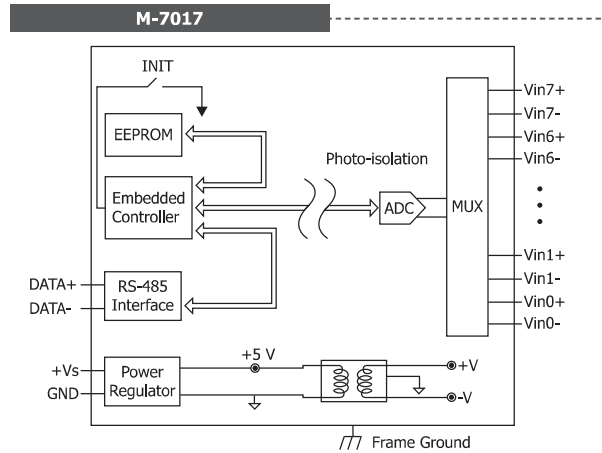 M-7017
INIT
EEPROM
Embedded
Controller
RS-485
Interface
DATA+
DATA-
Power
Regulator
+Vs
GND
+5 V
Photo-isolation
ADC
MUX
Vin7+
Vin7-
Vin6+
Vin6-
Vin1+
Vin1-
Vin0+
Vin0-
+V
-V
Frame Ground